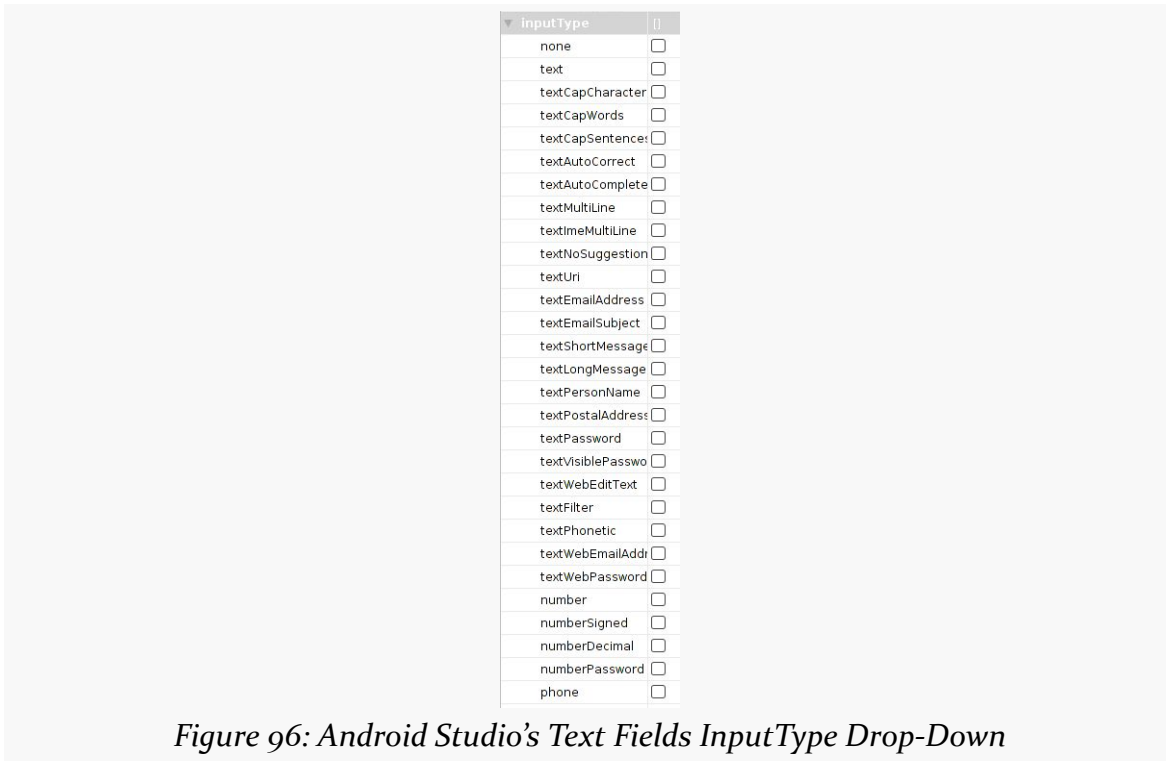 inputType []
none
text
textCapCharacter
textCapWords
textCapSentences
textAutoCorrect
textAutoComplete
textMultiLine
textImeMultiLine
textNoSuggestion
textUri
textEmailAddress
textEmailSubject
textShortMessage
textLongMessage
textPersonName
textPostalAddress
textPassword
textVisiblePasswo
textWebEditText
textFilter
textPhonetic
textWebEmailAddr
textWebPassword
number
numberSigned
numberDecimal
numberPassword
phone
Figure 96: Android Studio’s Text Fields InputType Drop-Down